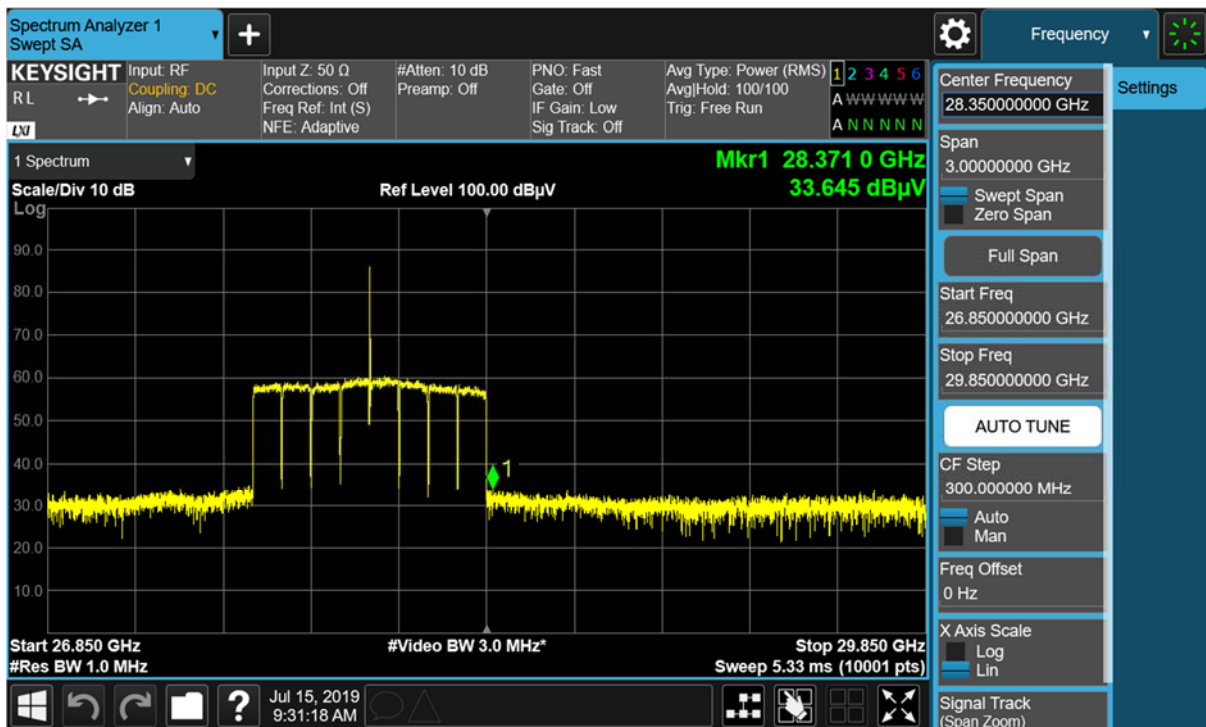 Spectrum Analyzer 1
Swept SA
Frequency
KEYSIGHT
R L
LXI
Input: RF
Coupling: DC
Align: Auto
Input Z: 50 Ω
Corrections: Off
Freq Ref: Int (S)
NFE: Adaptive
#Atten: 10 dB
Preamp: Off
PNO: Fast
Gate: Off
IF Gain: Low
Sig Track: Off
Avg Type: Power (RMS)
Avg|Hold: 100/100
Trig: Free Run
1 2 3 4 5 6
A W W W W W
A N N N N N
1 Spectrum
Mkr1 28.371 0 GHz
33.645 dBµV
Scale/Div 10 dB
Ref Level 100.00 dBµV
Log
90.0
80.0
70.0
60.0
50.0
40.0
30.0
20.0
10.0
1
Start 26.850 GHz
#Video BW 3.0 MHz*
Stop 29.850 GHz
#Res BW 1.0 MHz
Sweep 5.33 ms (10001 pts)
?
Jul 15, 2019
9:31:18 AM
Center Frequency
28.350000000 GHz
Settings
Span
3.00000000 GHz
Swept Span
Zero Span
Full Span
Start Freq
26.850000000 GHz
Stop Freq
29.850000000 GHz
AUTO TUNE
CF Step
300.000000 MHz
Auto
Man
Freq Offset
0 Hz
X Axis Scale
Log
Lin
Signal Track
(Span Zoom)